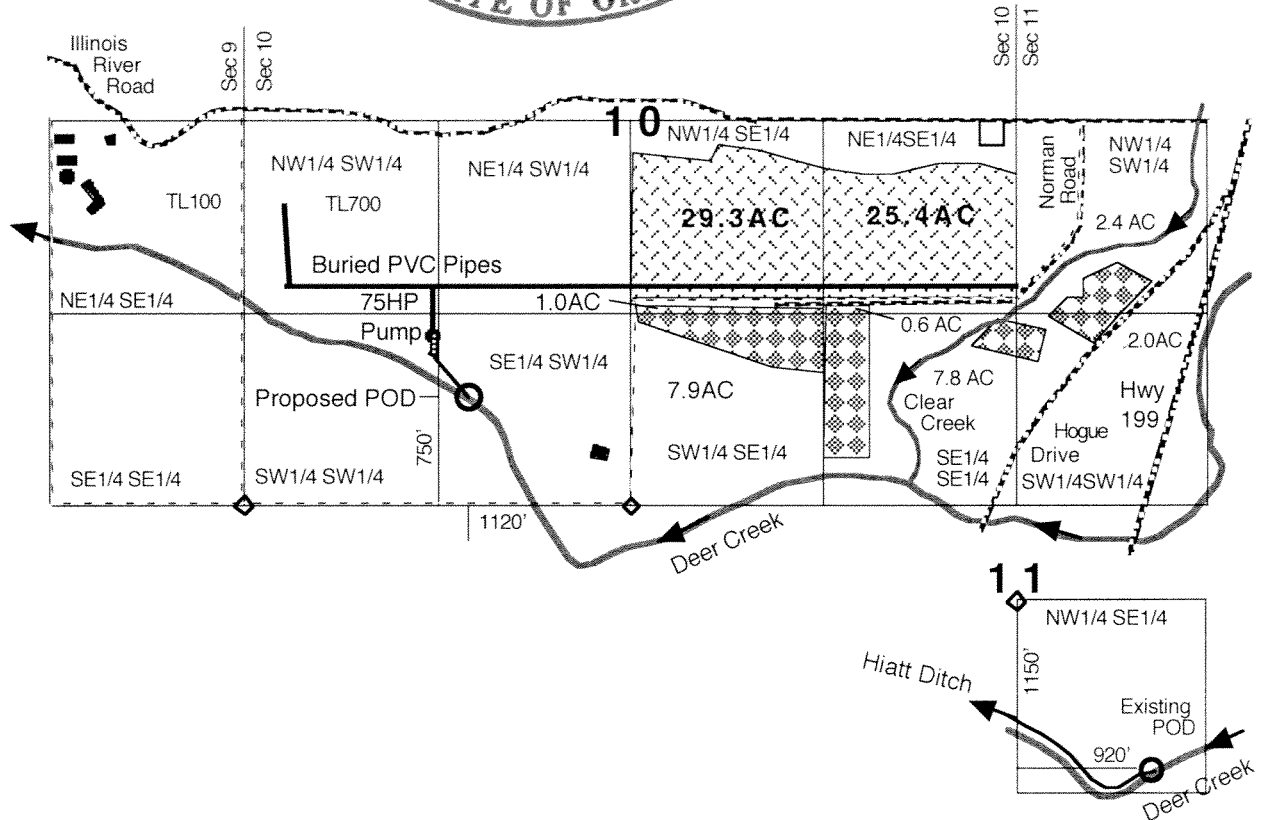 STATE OF OR
Illinois
River
Road
Sec 9
Sec 10
Sec 10
Sec 11
10
NW1/4 SW1/4
NE1/4 SW1/4
NW1/4 SE1/4
NE1/4SE1/4
Norman
Road
NW1/4
SW1/4
TL100
TL700
29.3AC
25.4AC
2.4 AC
Buried PVC Pipes
NE1/4 SE1/4
75HP
Pump
1.0AC
0.6 AC
2.0AC
SE1/4 SW1/4
Proposed POD
7.9AC
7.8 AC
Clear
Creek
Hwy
199
Hogue
Drive
750'
SE1/4 SE1/4
SW1/4 SW1/4
SW1/4 SE1/4
SE1/4
SE1/4
SW1/4SW1/4
1120'
Deer Creek
11
NW1/4 SE1/4
Hiatt Ditch
1150'
Existing
POD
920'
Deer Creek